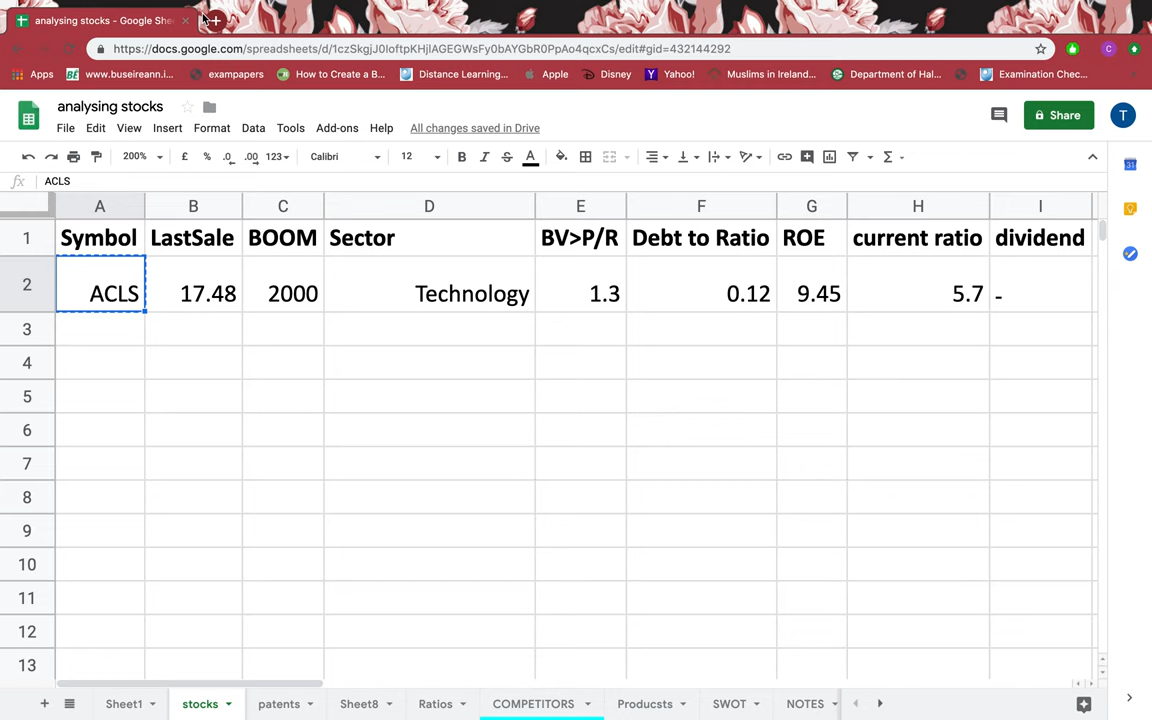 analysing stocks - Google She
https://docs.google.com/spreadsheets/d/1czSkgjJ0IoftpKHjIAGEGWsFy0bAYGbR0PpAo4qcxCs/edit#gid=432144292
Apps www.buseireann.i... exampapers How to Create a B... Distance Learning... Apple Disney Yahoo! Muslims in Ireland... Department of Hal... Examination Chec...
analysing stocks
File Edit View Insert Format Data Tools Add-ons Help All changes saved in Drive
Share
T
C
200% £ % .0 .00 123 Calibri 12 B I S A Σ
fx ACLS
A B C D E F G H I
1 Symbol LastSale BOOM Sector BV>P/R Debt to Ratio ROE current ratio dividend
2 ACLS 17.48 2000 Technology 1.3 0.12 9.45 5.7 -
3
4
5
6
7
8
9
10
11
12
13
+ Sheet1 stocks patents Sheet8 Ratios COMPETITORS Producsts SWOT NOTES
31